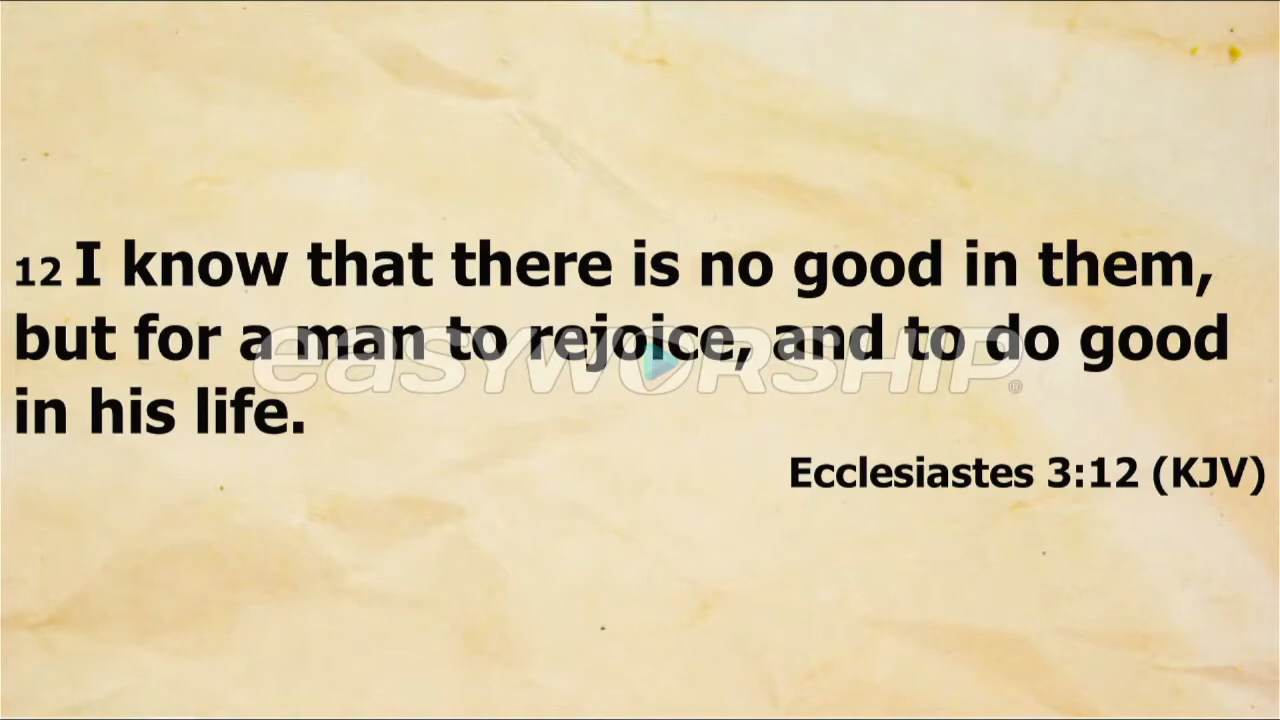 12 I know that there is no good in them,
but for a man to rejoice, and to do good
easyworship®
in his life.
Ecclesiastes 3:12 (KJV)